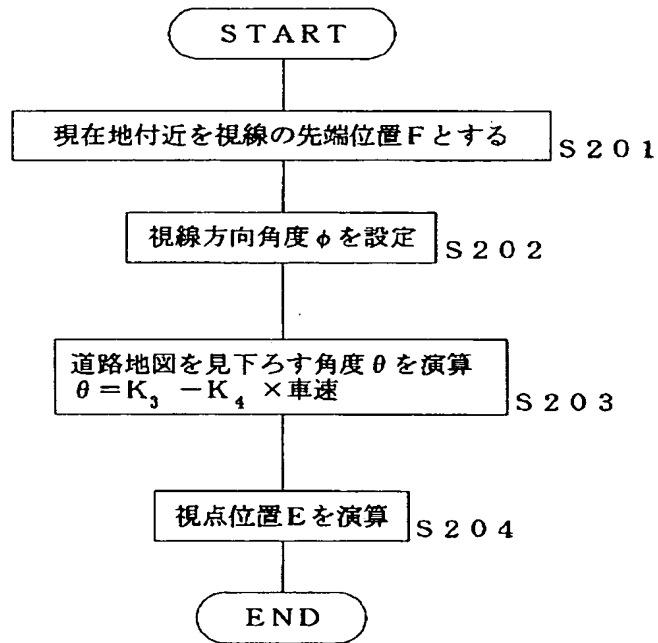 START
現在地付近を視線の先端位置Fとする
S201
視線方向角度φを設定
S202
道路地図を見下ろす角度θを演算
θ=K₃ −K₄ ×車速
S203
視点位置Eを演算
S204
END